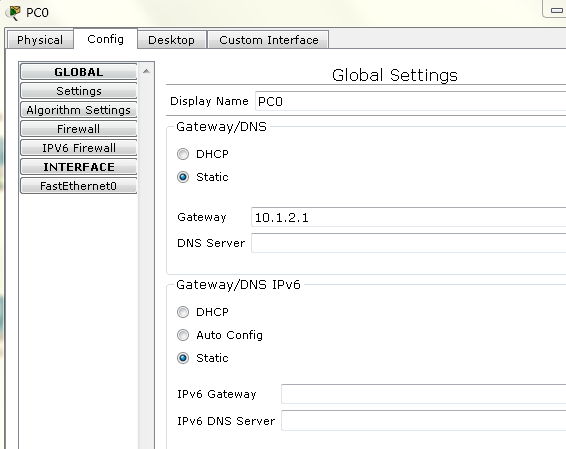 PC0
Physical Config Desktop Custom Interface
GLOBAL
Settings
Algorithm Settings
Firewall
IPV6 Firewall
INTERFACE
FastEthernet0
Global Settings
Display Name PC0
Gateway/DNS
DHCP
Static
Gateway 10.1.2.1
DNS Server
Gateway/DNS IPv6
DHCP
Auto Config
Static
IPv6 Gateway
IPv6 DNS Server